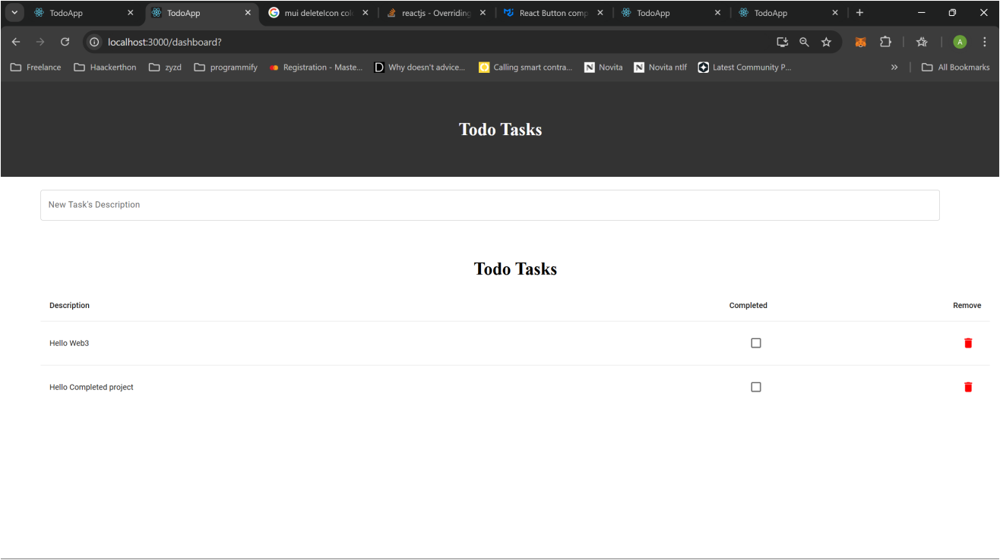 TodoApp TodoApp mui deleteIcon colo reactjs - Overriding React Button comp TodoApp TodoApp
localhost:3000/dashboard?
A
Freelance Haackerthon zyzd programmify Registration - Maste... Why doesn't advice... Calling smart contra... Novita Novita ntlf Latest Community P... All Bookmarks
Todo Tasks
New Task's Description
Todo Tasks
Description Completed Remove
Hello Web3
Hello Completed project